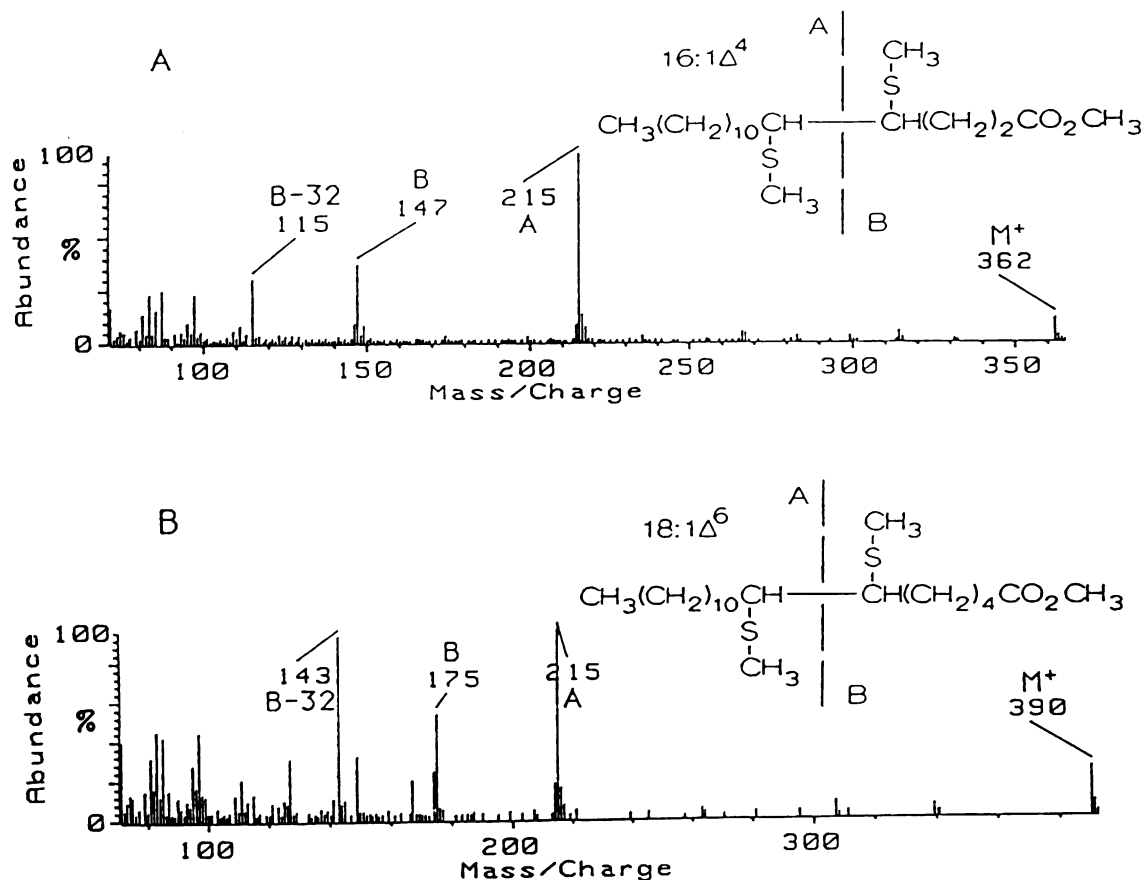 A
16:1Δ⁴
A
CH₃
S
CH₃(CH₂)₁₀CH
CH(CH₂)₂CO₂CH₃
S
CH₃
B
Abundance
%
100
0
B-32
115
B
147
215
A
M⁺
362
100
150
200
250
300
350
Mass/Charge
B
18:1Δ⁶
A
CH₃
S
CH₃(CH₂)₁₀CH
CH(CH₂)₄CO₂CH₃
S
CH₃
B
Abundance
%
100
0
143
B-32
B
175
215
A
M⁺
390
100
200
300
Mass/Charge